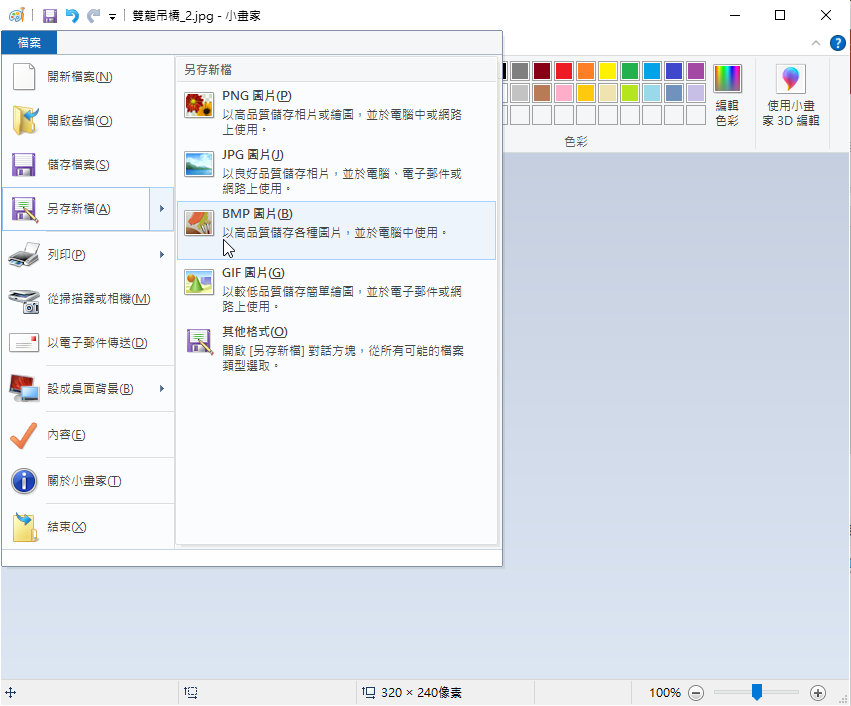 雙龍吊橋_2.jpg - 小畫家
檔案
開新檔案(N)
開啟舊檔(O)
儲存檔案(S)
另存新檔(A)
列印(P)
從掃描器或相機(M)
以電子郵件傳送(D)
設成桌面背景(B)
內容(E)
關於小畫家(T)
結束(X)
另存新檔
PNG 圖片(P)
以高品質儲存相片或繪圖，並於電腦中或網路
上使用。
JPG 圖片(J)
以良好品質儲存相片，並於電腦、電子郵件或
網路上使用。
BMP 圖片(B)
以高品質儲存各種圖片，並於電腦中使用。
GIF 圖片(G)
以較低品質儲存簡單繪圖，並於電子郵件或網
路上使用。
其他格式(O)
開啟 [另存新檔] 對話方塊，從所有可能的檔案
類型選取。
編輯
色彩
使用小畫
家 3D 編輯
色彩
320 × 240像素
100%